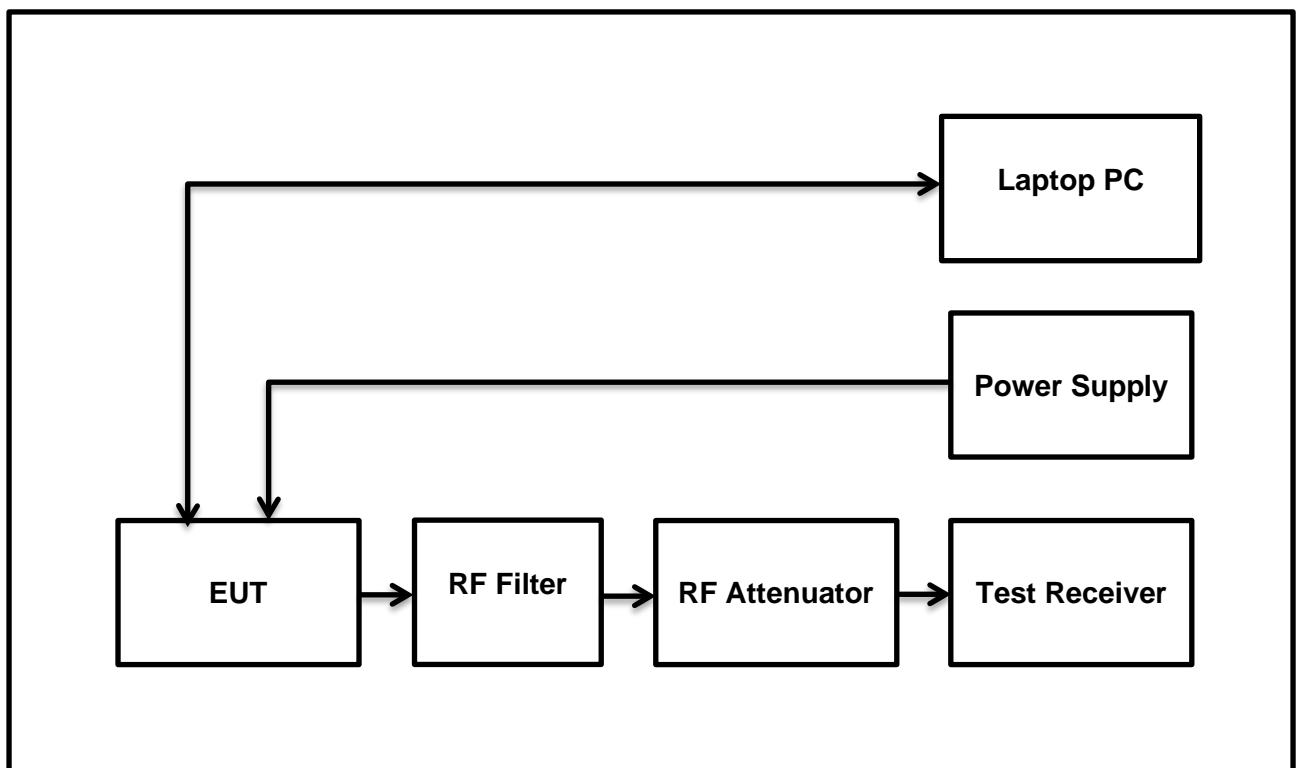 Laptop PC
Power Supply
EUT
RF Filter
RF Attenuator
Test Receiver